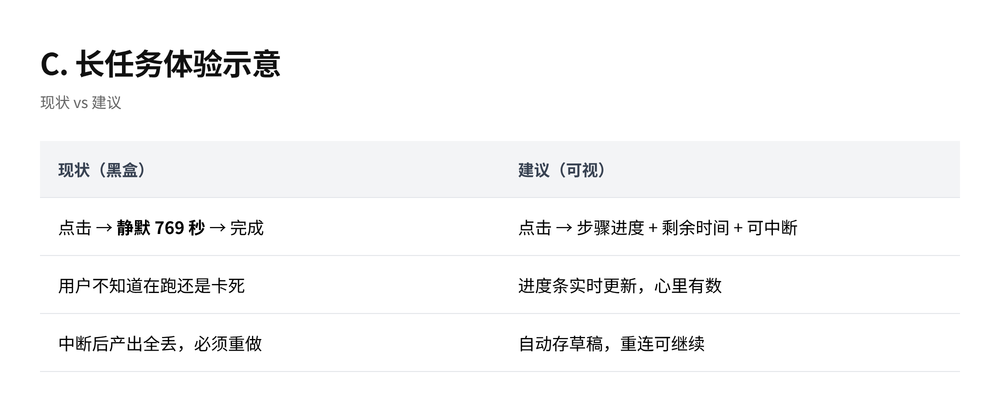 C. 长任务体验示意
现状 vs 建议
现状（黑盒） 建议（可视）
点击 → 静默 769 秒 → 完成 点击 → 步骤进度 + 剩余时间 + 可中断
用户不知道在跑还是卡死 进度条实时更新，心里有数
中断后产出全丢，必须重做 自动存草稿，重连可继续